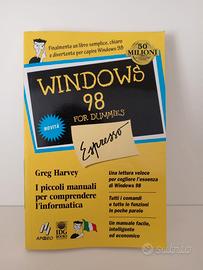 Finalmente un libro semplice, chiaro
e divertente per capire Windows 98
50
MILIONI
WINDOWS
98
FOR DUMMIES
NOVITÀ
Espresso
Greg Harvey
I piccoli manuali
per comprendere
l'informatica
Una lettura veloce
per cogliere l'essenza
di Windows 98
Tutti i comandi
e tutte le funzioni
in poche parole
Un manuale facile,
intelligente
ed economico
APOGEO
IDG
BOOKS
subito